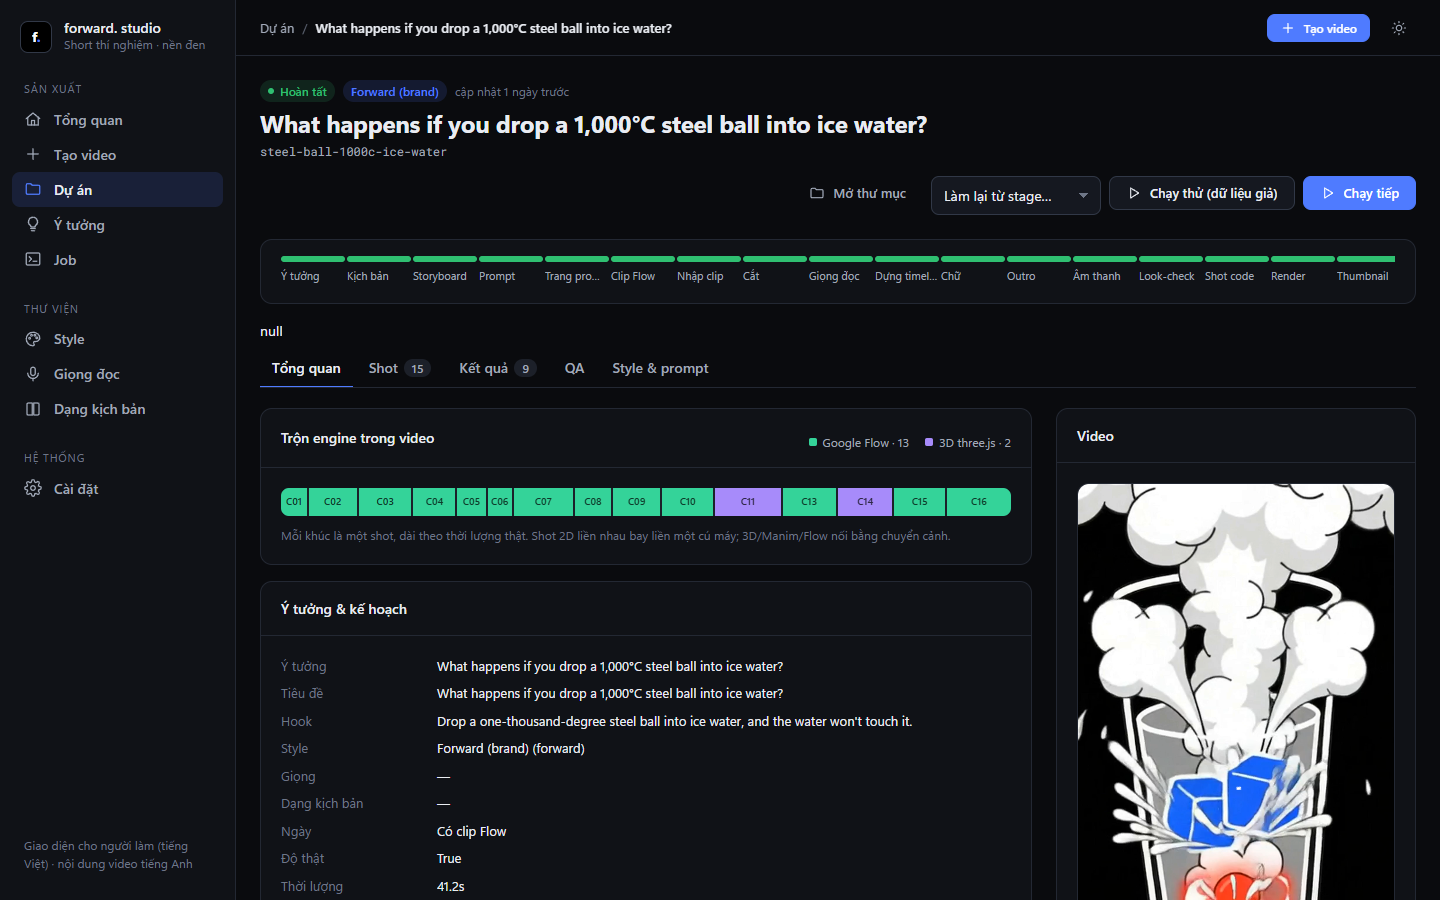 f.
forward. studio
Short thí nghiệm · nền đen
SẢN XUẤT
Tổng quan
Tạo video
Dự án
Ý tưởng
Job
THƯ VIỆN
Style
Giọng đọc
Dạng kịch bản
HỆ THỐNG
Cài đặt
Giao diện cho người làm (tiếng
Việt) · nội dung video tiếng Anh
Dự án / What happens if you drop a 1,000°C steel ball into ice water?
Tạo video
Hoàn tất
Forward (brand)
cập nhật 1 ngày trước
What happens if you drop a 1,000°C steel ball into ice water?
steel-ball-1000c-ice-water
Mở thư mục
Làm lại từ stage...
Chạy thử (dữ liệu giả)
Chạy tiếp
Ý tưởng Kịch bản Storyboard Prompt Trang pro... Clip Flow Nhập clip Cắt Giọng đọc Dựng timel... Chữ Outro Âm thanh Look-check Shot code Render Thumbnail
null
Tổng quan Shot 15 Kết quả 9 QA Style & prompt
Trộn engine trong video
Google Flow · 13 3D three.js · 2
C01 C02 C03 C04 C05 C06 C07 C08 C09 C10 C11 C13 C14 C15 C16
Mỗi khúc là một shot, dài theo thời lượng thật. Shot 2D liền nhau bay liền một cú máy; 3D/Manim/Flow nối bằng chuyển cảnh.
Ý tưởng & kế hoạch
Ý tưởng What happens if you drop a 1,000°C steel ball into ice water?
Tiêu đề What happens if you drop a 1,000°C steel ball into ice water?
Hook Drop a one-thousand-degree steel ball into ice water, and the water won't touch it.
Style Forward (brand) (forward)
Giọng —
Dạng kịch bản —
Ngày Có clip Flow
Độ thật True
Thời lượng 41.2s
Video